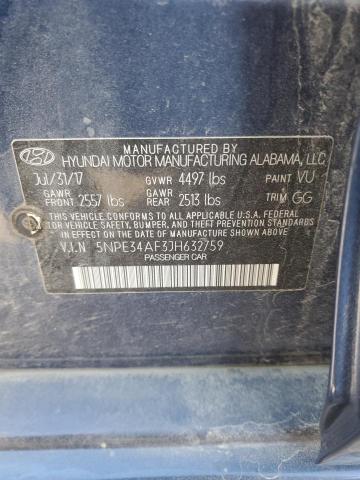 MANUFACTURED BY
HYUNDAI MOTOR MANUFACTURING ALABAMA, LLC
Jul/31/17 GVWR 4497 lbs PAINT VU
GAWR FRONT 2557 lbs GAWR REAR 2513 lbs TRIM GG
THIS VEHICLE CONFORMS TO ALL APPLICABLE U.S.A. FEDERAL
MOTOR VEHICLE SAFETY, BUMPER, AND THEFT PREVENTION
STANDARDS IN EFFECT ON THE DATE OF MANUFACTURE
SHOWN ABOVE.
V.I.N 5NPE34AF3JH632759
PASSENGER CAR